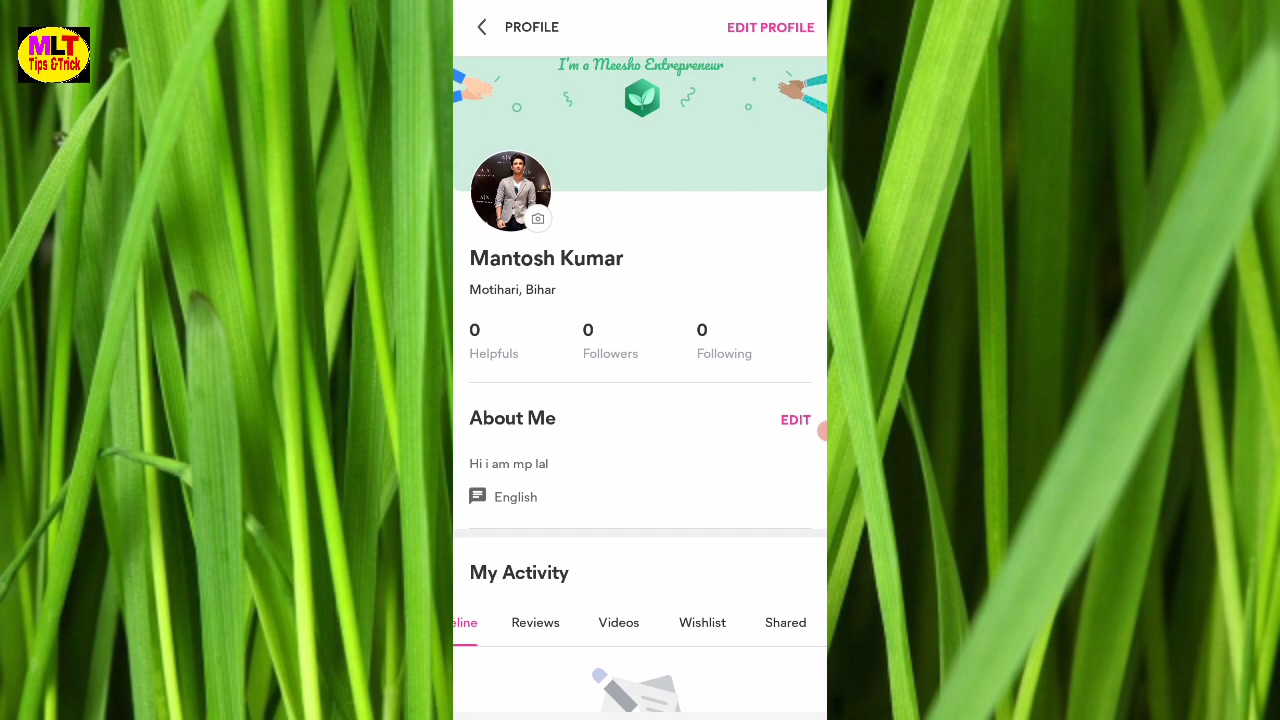 MLT
Tips &Trick
PROFILE
EDIT PROFILE
I'm a Meesho Entrepreneur
Mantosh Kumar
Motihari, Bihar
0 0 0
Helpfuls Followers Following
About Me
EDIT
Hi i am mp lal
English
My Activity
eline Reviews Videos Wishlist Shared